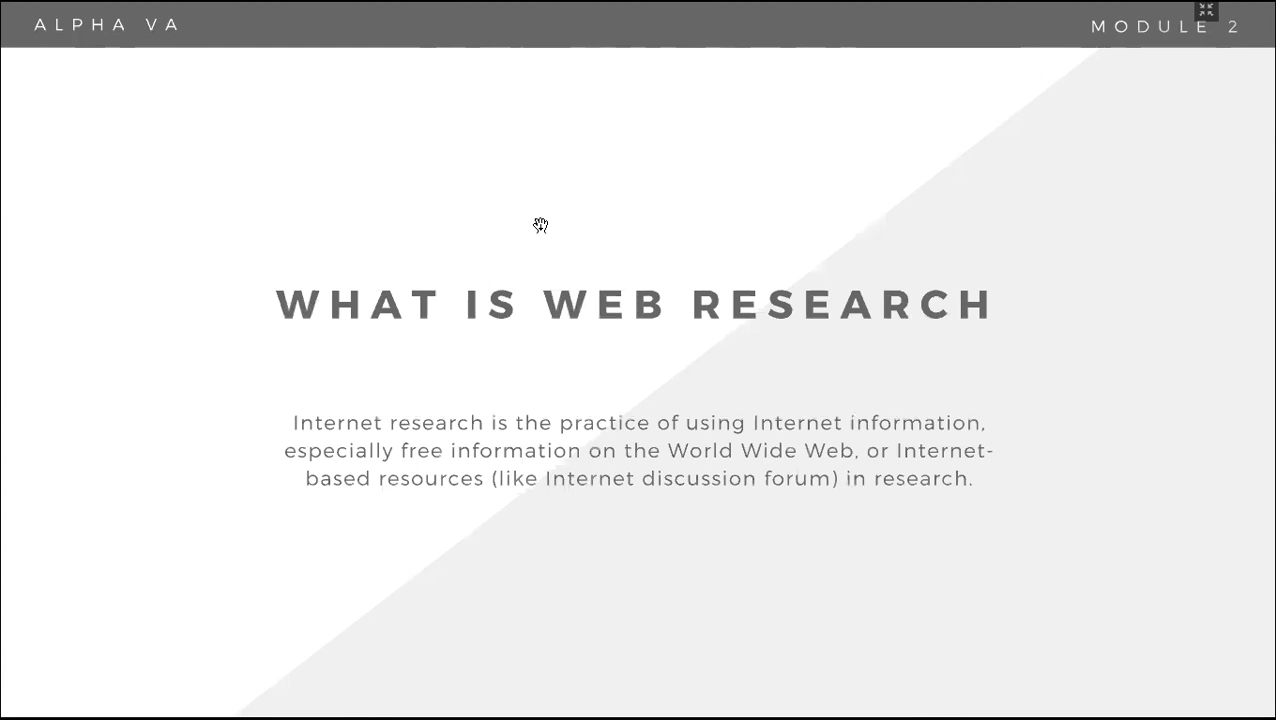 ALPHA VA
MODULE 2
WHAT IS WEB RESEARCH
Internet research is the practice of using Internet information,
especially free information on the World Wide Web, or Internet-
based resources (like Internet discussion forum) in research.